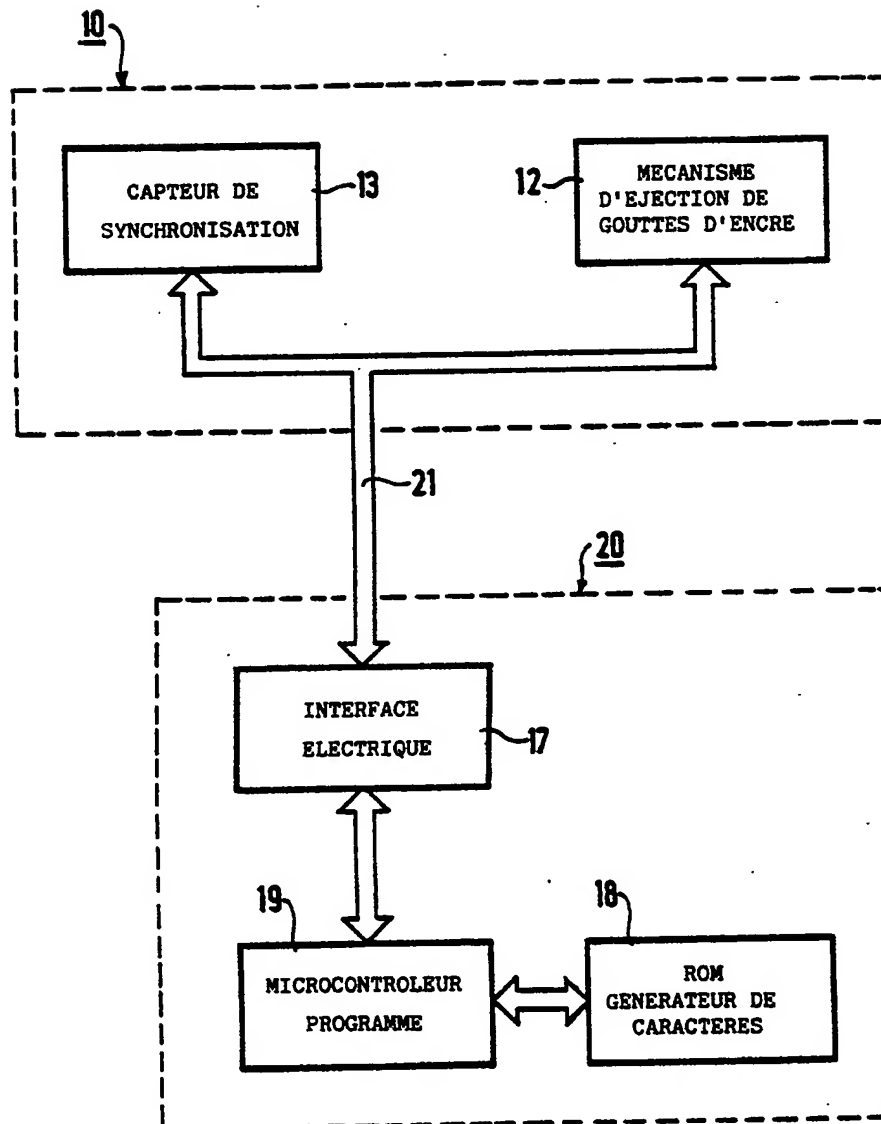 10
CAPTEUR DE
SYNCHRONISATION
13
12
MECANISME
D'EJECTION DE
GOUTTES D'ENCRE
21
20
INTERFACE
ELECTRIQUE
17
19
MICROCONTROLEUR
PROGRAMME
18
ROM
GENERATEUR DE
CARACTERES